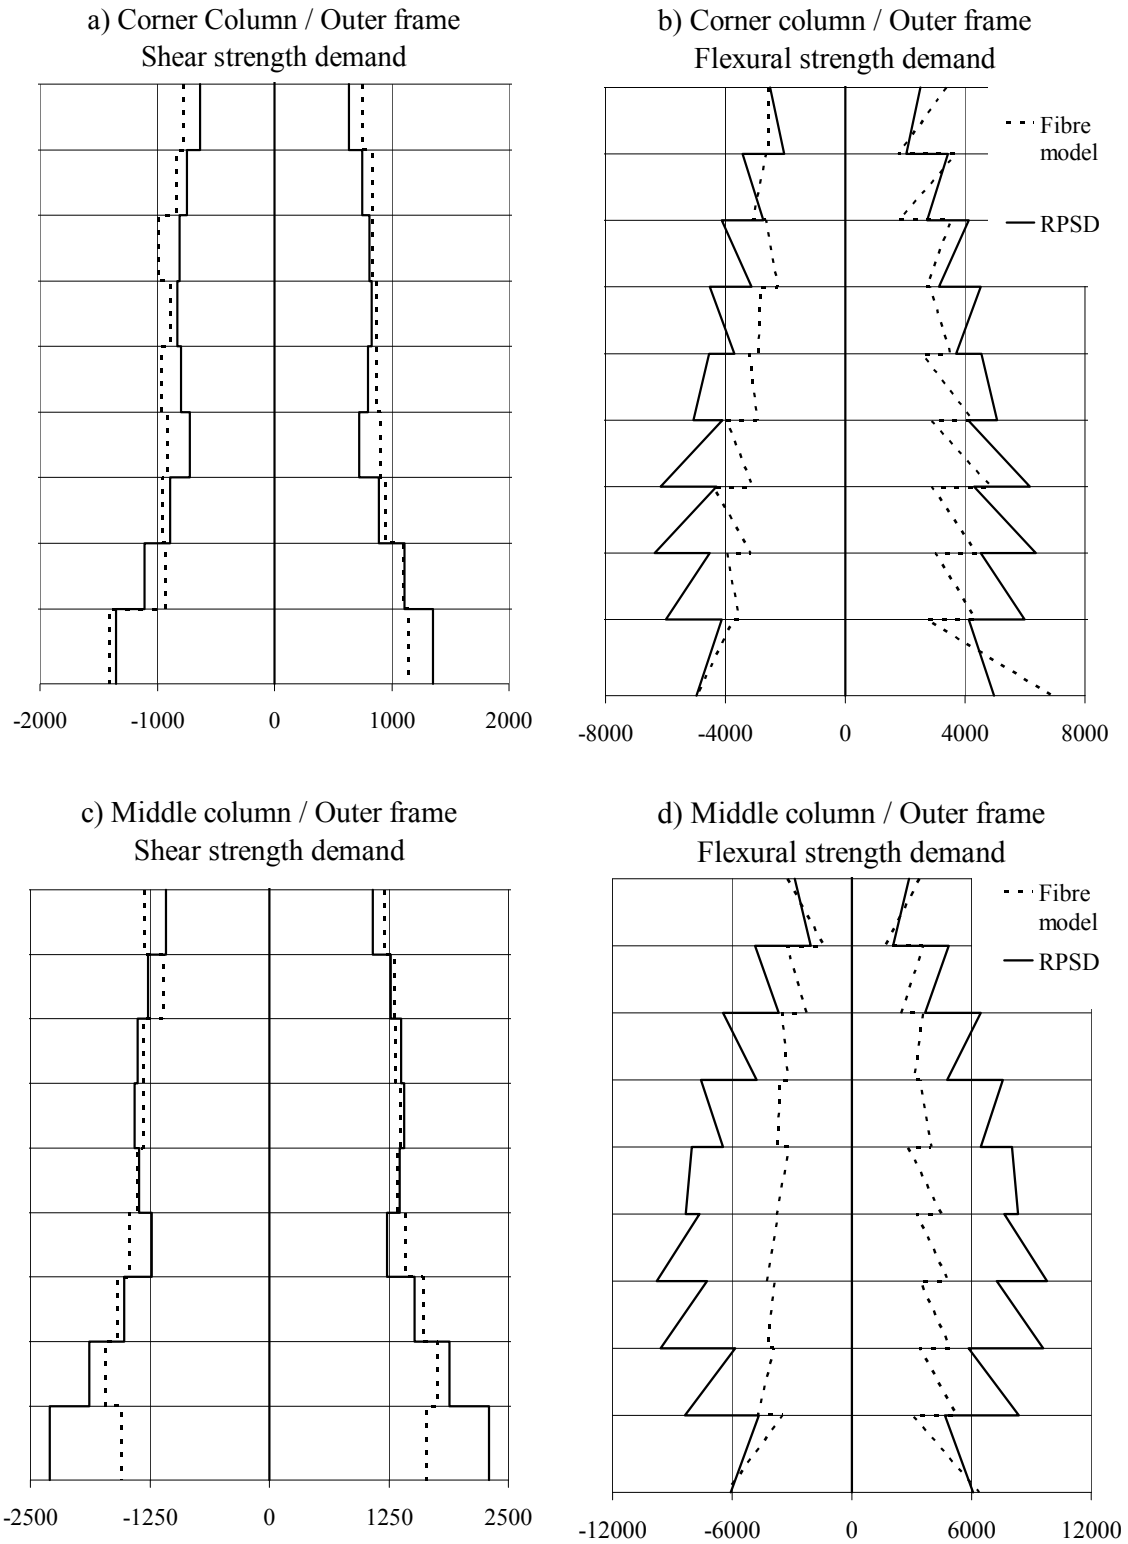 a) Corner Column / Outer frame
Shear strength demand
-2000 -1000 0 1000 2000
b) Corner column / Outer frame
Flexural strength demand
Fibre
model
RPSD
-8000 -4000 0 4000 8000
c) Middle column / Outer frame
Shear strength demand
-2500 -1250 0 1250 2500
d) Middle column / Outer frame
Flexural strength demand
Fibre
model
RPSD
-12000 -6000 0 6000 12000